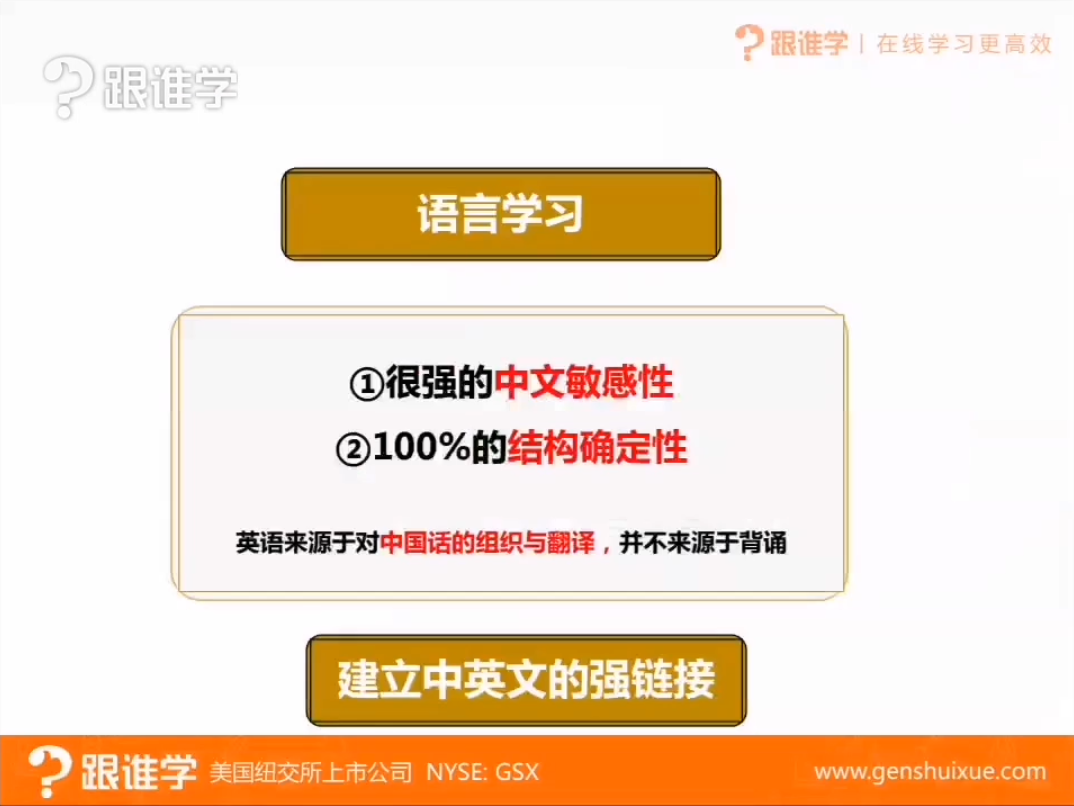 跟谁学 | 在线学习更高效
跟谁学
语言学习
①很强的中文敏感性
②100%的结构确定性
英语来源于对中国话的组织与翻译，并不来源于背诵
建立中英文的强链接
跟谁学 美国纽交所上市公司 NYSE: GSX www.genshuixue.com